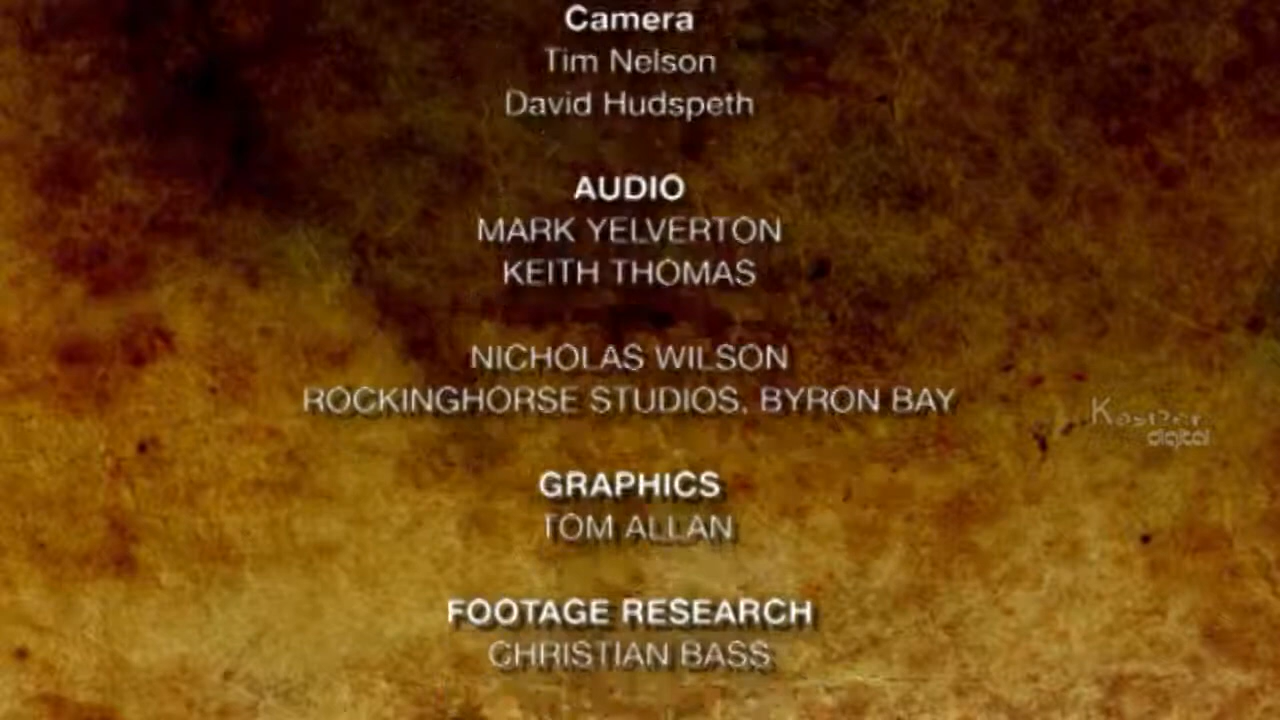 Camera
Tim Nelson
David Hudspeth
AUDIO
MARK YELVERTON
KEITH THOMAS
NICHOLAS WILSON
ROCKINGHORSE STUDIOS, BYRON BAY
GRAPHICS
TOM ALLAN
FOOTAGE RESEARCH
CHRISTIAN BASS
digital